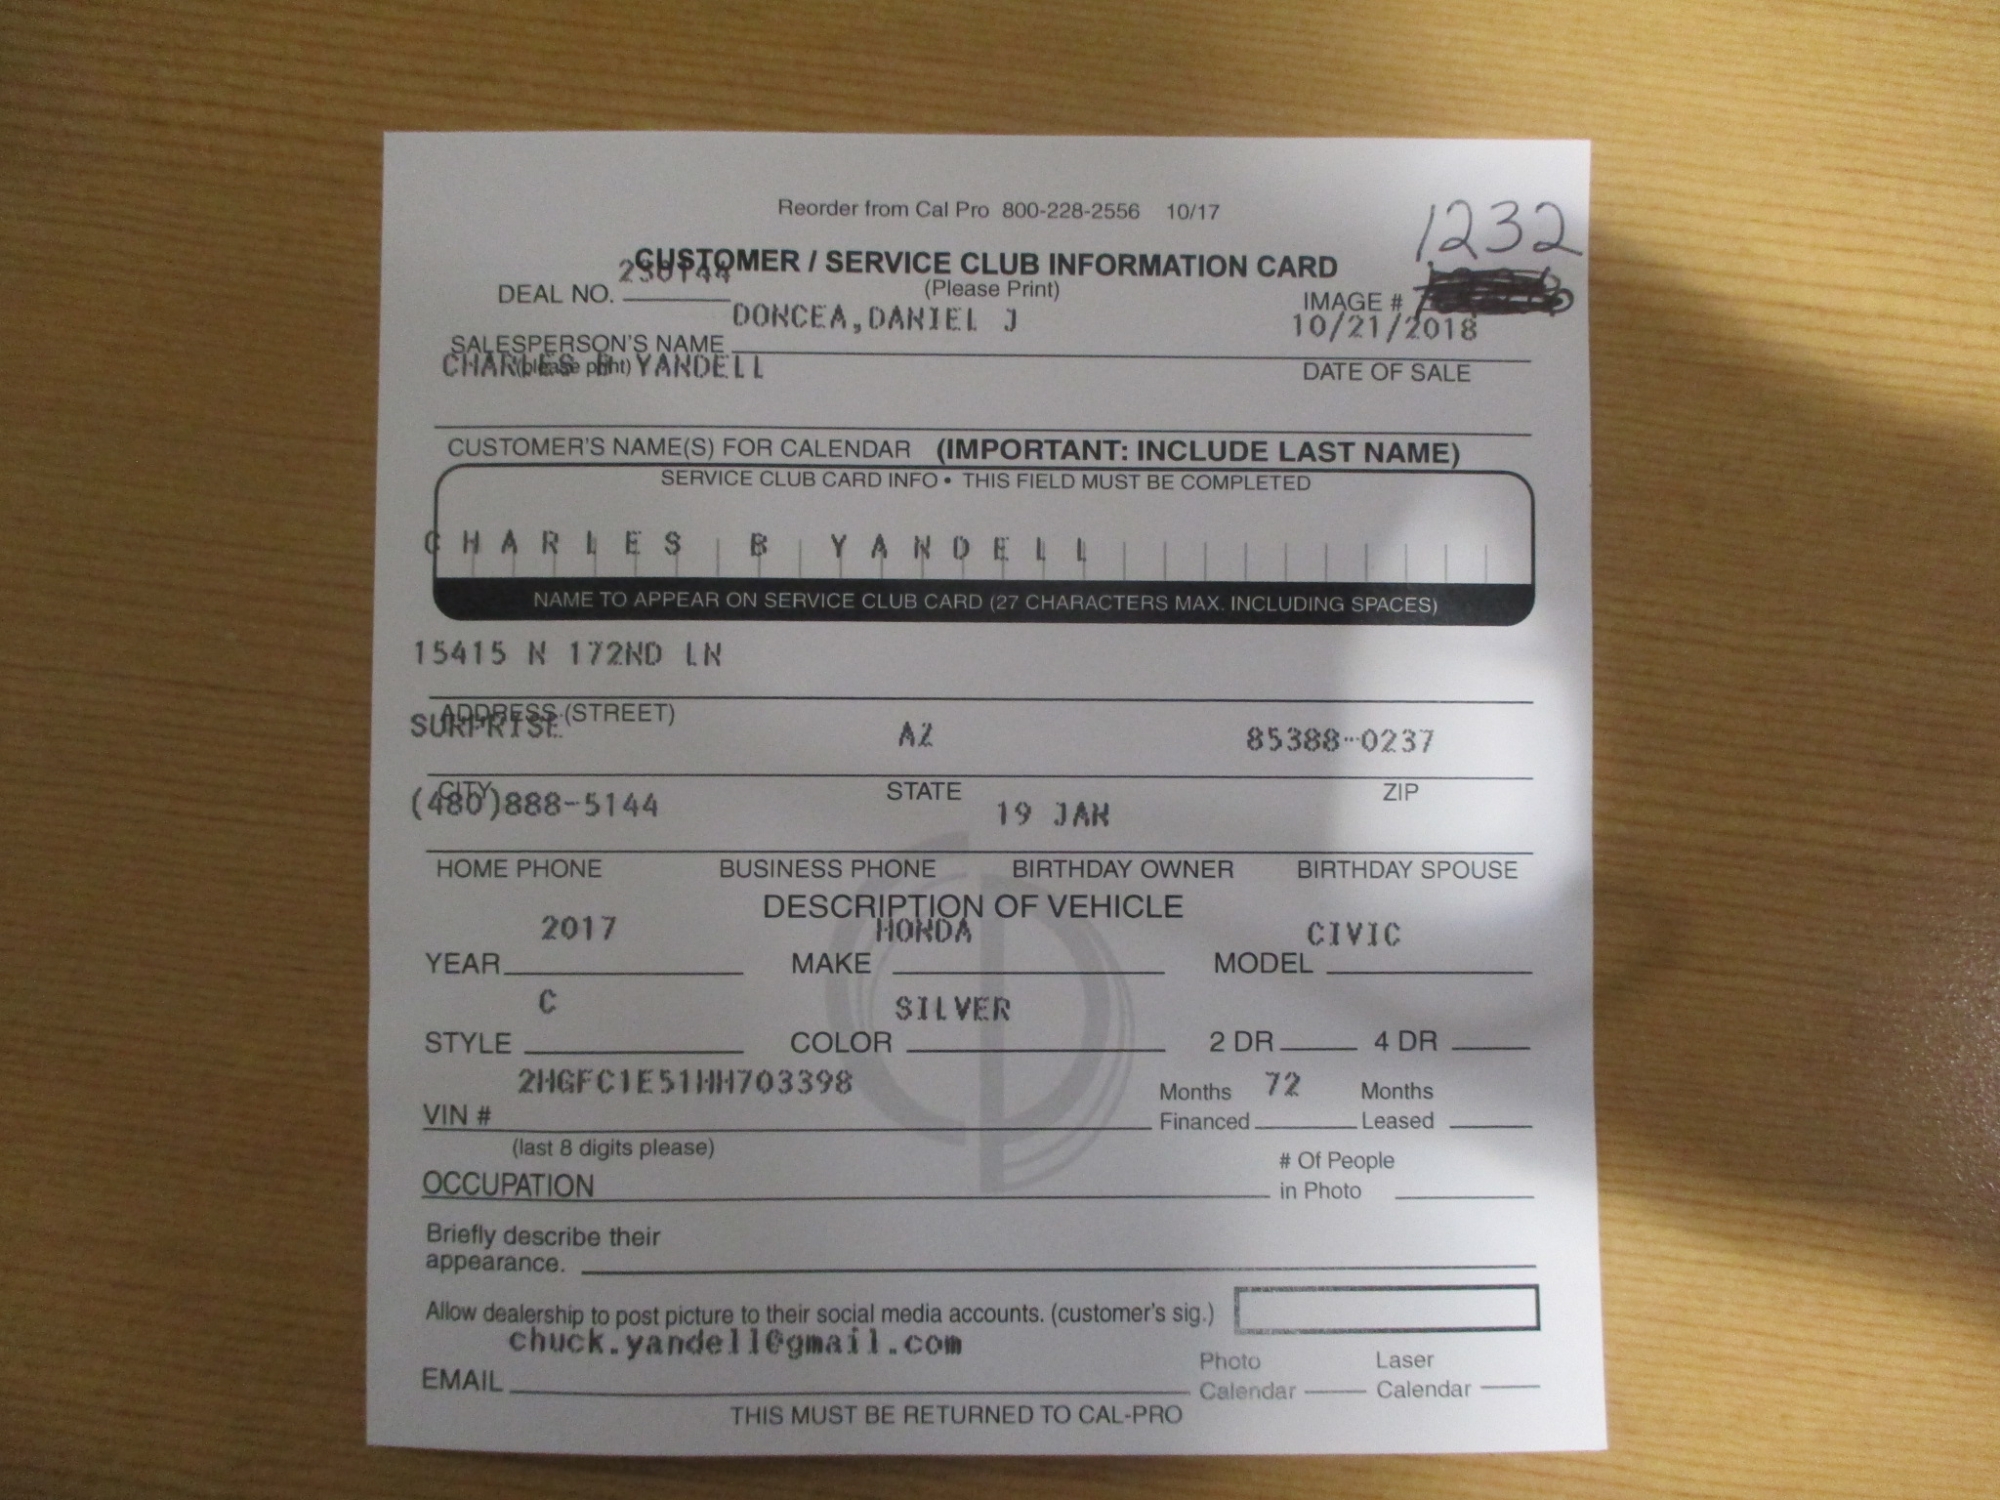 Reorder from Cal Pro 800-228-2556 10/17
1232
CUSTOMER / SERVICE CLUB INFORMATION CARD
(Please Print)
DEAL NO. 230144
IMAGE #
DONCEA,DANIEL J
10/21/2018
SALESPERSON'S NAME
(please print)
DATE OF SALE
CHARLES B YANDELL
CUSTOMER'S NAME(S) FOR CALENDAR (IMPORTANT: INCLUDE LAST NAME)
SERVICE CLUB CARD INFO • THIS FIELD MUST BE COMPLETED
CHARLES B YANDELL
NAME TO APPEAR ON SERVICE CLUB CARD (27 CHARACTERS MAX. INCLUDING SPACES)
15415 N 172ND LN
ADDRESS (STREET)
SURPRISE AZ 85388-0237
CITY STATE ZIP
(480)888-5144 19 JAN
HOME PHONE BUSINESS PHONE BIRTHDAY OWNER BIRTHDAY SPOUSE
DESCRIPTION OF VEHICLE
2017 HONDA CIVIC
YEAR MAKE MODEL
C SILVER
STYLE COLOR 2 DR 4 DR
2HGFC1E51HH703398
VIN #
Months Financed 72 Months Leased
(last 8 digits please)
OCCUPATION
# Of People
in Photo
Briefly describe their
appearance.
Allow dealership to post picture to their social media accounts. (customer's sig.)
chuck.yandell@gmail.com
EMAIL
Photo Calendar Laser Calendar
THIS MUST BE RETURNED TO CAL-PRO